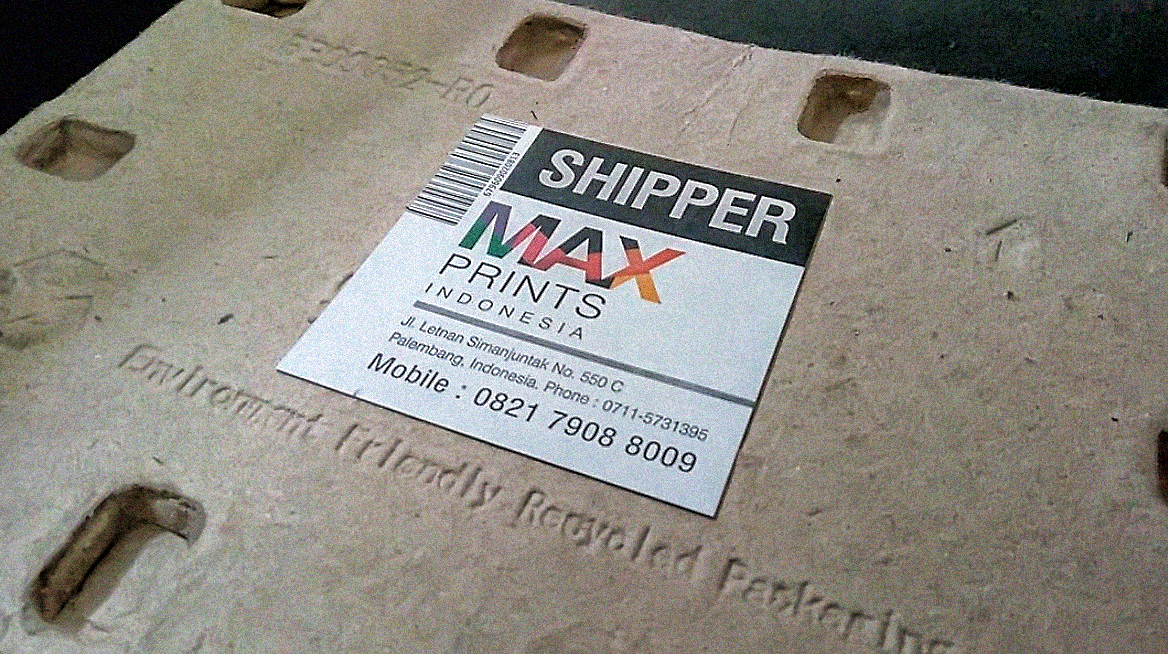 SHIPPER
MAX
PRINTS
INDONESIA
Jl. Letnan Simanjuntak No. 550 C
Palembang, Indonesia. Phone : 0711-5731395
Mobile : 0821 7908 8009
Environment Friendly Recycled Packaging